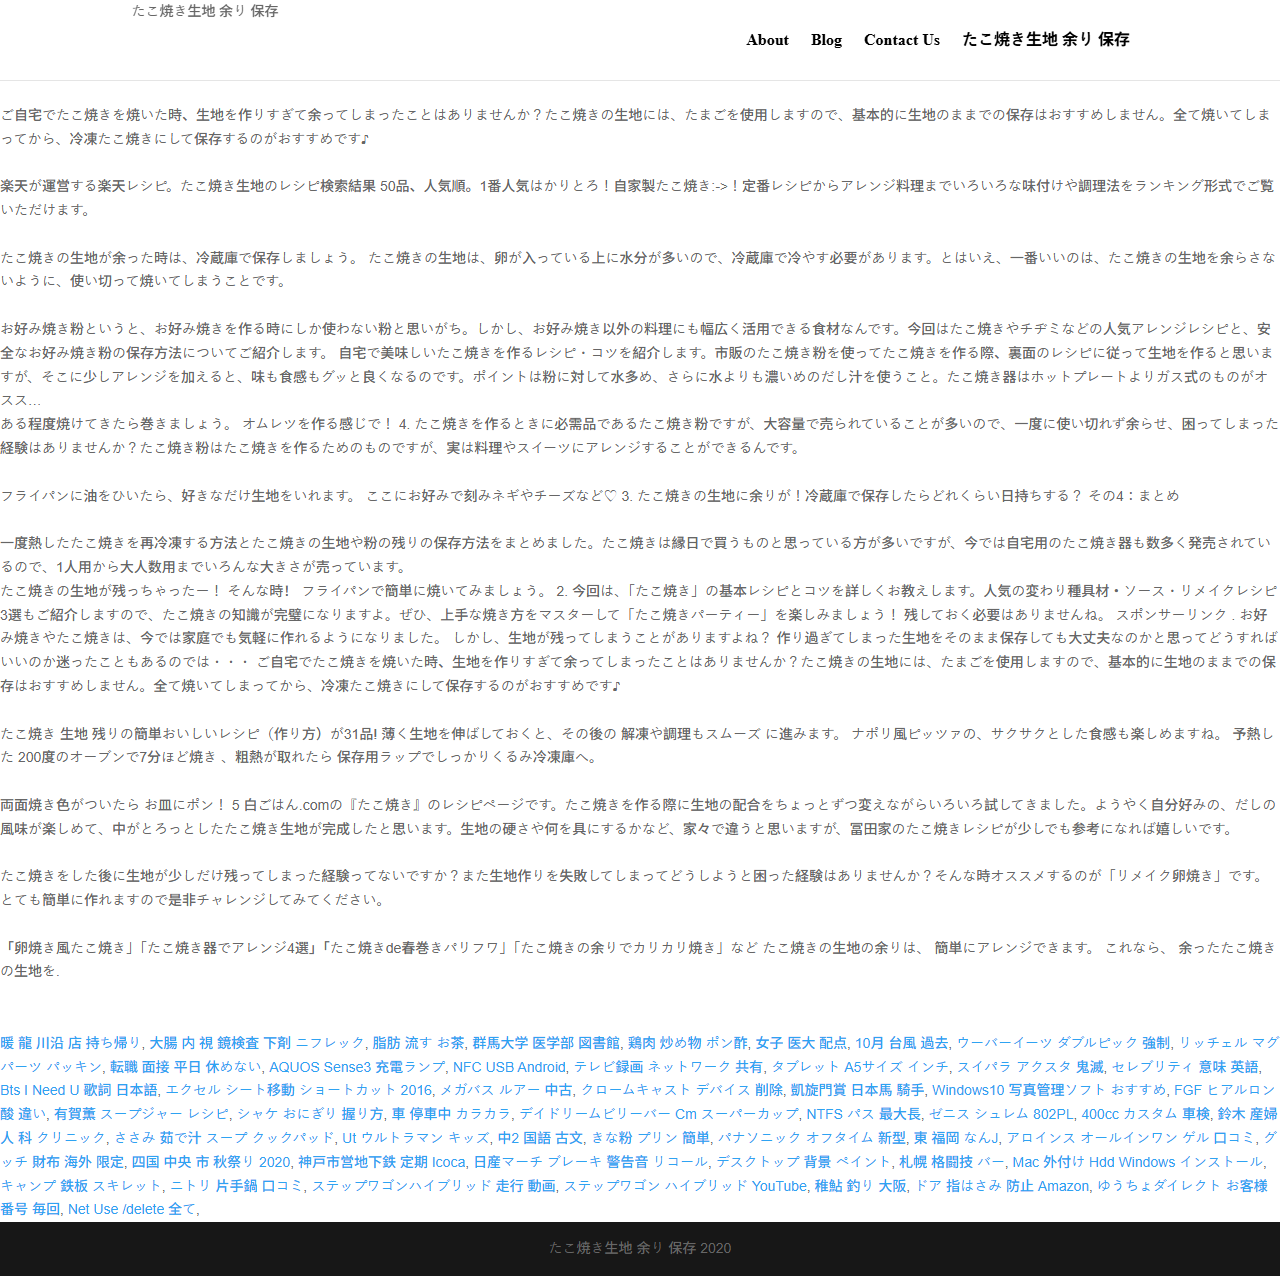 たこ焼き生地 余り 保存
About Blog Contact Us たこ焼き生地 余り 保存
ご自宅でたこ焼きを焼いた時、生地を作りすぎて余ってしまったことはありませんか？たこ焼きの生地には、たまごを使用しますので、基本的に生地のままでの保存はおすすめしません。全て焼いてしま
ってから、冷凍たこ焼きにして保存するのがおすすめです♪
楽天が運営する楽天レシピ。たこ焼き生地のレシピ検索結果 50品、人気順。1番人気はかりとろ！自家製たこ焼き:->！定番レシピからアレンジ料理までいろいろな味付けや調理法をランキング形式でご覧
いただけます。
たこ焼きの生地が余った時は、冷蔵庫で保存しましょう。 たこ焼きの生地は、卵が入っている上に水分が多いので、冷蔵庫で冷やす必要があります。とはいえ、一番いいのは、たこ焼きの生地を余らさな
いように、使い切って焼いてしまうことです。
お好み焼き粉というと、お好み焼きを作る時にしか使わない粉と思いがち。しかし、お好み焼き以外の料理にも幅広く活用できる食材なんです。今回はたこ焼きやチヂミなどの人気アレンジレシピと、安
全なお好み焼き粉の保存方法についてご紹介します。 自宅で美味しいたこ焼きを作るレシピ・コツを紹介します。市販のたこ焼き粉を使ってたこ焼きを作る際、裏面のレシピに従って生地を作ると思いま
すが、そこに少しアレンジを加えると、味も食感もグッと良くなるのです。ポイントは粉に対して水多め、さらに水よりも濃いめのだし汁を使うこと。たこ焼き器はホットプレートよりガス式のものがオ
ススメ…
ある程度焼けてきたら巻きましょう。 オムレツを作る感じで！ 4. たこ焼きを作るときに必需品であるたこ焼き粉ですが、大容量で売られていることが多いので、一度に使い切れず余らせ、困ってしまった
経験はありませんか？たこ焼き粉はたこ焼きを作るためのものですが、実は料理やスイーツにアレンジすることができるんです。
フライパンに油をひいたら、好きなだけ生地をいれます。 ここにお好みで刻みネギやチーズなど♡ 3. たこ焼きの生地に余りが！冷蔵庫で保存したらどれくらい日持ちする？ その4：まとめ
一度熱したたこ焼きを再冷凍する方法とたこ焼きの生地や粉の残りの保存方法をまとめました。たこ焼きは縁日で買うものと思っている方が多いですが、今では自宅用のたこ焼き器も数多く発売されてい
るので、1人用から大人数用までいろんな大きさが売っています。
たこ焼きの生地が残っちゃったー！ そんな時！ フライパンで簡単に焼いてみましょう。 2. 今回は、「たこ焼き」の基本レシピとコツを詳しくお教えします。人気の変わり種具材・ソース・リメイクレシピ
3選もご紹介しますので、たこ焼きの知識が完璧になりますよ。ぜひ、上手な焼き方をマスターして「たこ焼きパーティー」を楽しみましょう！ 残しておく必要はありませんね。 スポンサーリンク . お好
み焼きやたこ焼きは、今では家庭でも気軽に作れるようになりました。 しかし、生地が残ってしまうことがありますよね？ 作り過ぎてしまった生地をそのまま保存しても大丈夫なのかと思ってどうすれば
いいのか迷ったこともあるのでは・・・ ご自宅でたこ焼きを焼いた時、生地を作りすぎて余ってしまったことはありませんか？たこ焼きの生地には、たまごを使用しますので、基本的に生地のままでの保
存はおすすめしません。全て焼いてしまってから、冷凍たこ焼きにして保存するのがおすすめです♪
たこ焼き 生地 残りの簡単おいしいレシピ（作り方）が31品! 薄く生地を伸ばしておくと、その後の 解凍や調理もスムーズ に進みます。 ナポリ風ピッツァの、サクサクとした食感も楽しめますね。 予熱し
た 200度のオーブンで7分ほど焼き 、粗熱が取れたら 保存用ラップでしっかりくるみ冷凍庫へ。
両面焼き色がついたら お皿にポン！ 5 白ごはん.comの『たこ焼き』のレシピページです。たこ焼きを作る際に生地の配合をちょっとずつ変えながらいろいろ試してきました。ようやく自分好みの、だしの
風味が楽しめて、中がとろっとしたたこ焼き生地が完成したと思います。生地の硬さや何を具にするかなど、家々で違うと思いますが、冨田家のたこ焼きレシピが少しでも参考になれば嬉しいです。
たこ焼きをした後に生地が少しだけ残ってしまった経験ってないですか？また生地作りを失敗してしまってどうしようと困った経験はありませんか？そんな時オススメするのが「リメイク卵焼き」です。
とても簡単に作れますので是非チャレンジしてみてください。
「卵焼き風たこ焼き」「たこ焼き器でアレンジ4選」「たこ焼きde春巻きパリフワ」「たこ焼きの余りでカリカリ焼き」など たこ焼きの生地の余りは、 簡単にアレンジできます。 これなら、 余ったたこ焼き
の生地を.
暖 龍 川沿 店 持ち帰り, 大腸 内 視 鏡検査 下剤 ニフレック, 脂肪 流す お茶, 群馬大学 医学部 図書館, 鶏肉 炒め物 ポン酢, 女子 医大 配点, 10月 台風 過去, ウーバーイーツ ダブルピック 強制, リッチェル マグ
パーツ パッキン, 転職 面接 平日 休めない, AQUOS Sense3 充電ランプ, NFC USB Android, テレビ録画 ネットワーク 共有, タブレット A5サイズ インチ, スイパラ アクスタ 鬼滅, セレブリティ 意味 英語,
Bts I Need U 歌詞 日本語, エクセル シート移動 ショートカット 2016, メガバス ルアー 中古, クロームキャスト デバイス 削除, 凱旋門賞 日本馬 騎手, Windows10 写真管理ソフト おすすめ, FGF ヒアルロン
酸 違い, 有賀薫 スープジャー レシピ, シャケ おにぎり 握り方, 車 停車中 カラカラ, デイドリームビリーバー Cm スーパーカップ, NTFS パス 最大長, ゼニス シュレム 802PL, 400cc カスタム 車検, 鈴木 産婦
人 科 クリニック, ささみ 茹で汁 スープ クックパッド, Ut ウルトラマン キッズ, 中2 国語 古文, きな粉 プリン 簡単, パナソニック オフタイム 新型, 東 福岡 なんJ, アロインス オールインワン ゲル 口コミ, グ
ッチ 財布 海外 限定, 四国 中央 市 秋祭り 2020, 神戸市営地下鉄 定期 Icoca, 日産マーチ ブレーキ 警告音 リコール, デスクトップ 背景 ペイント, 札幌 格闘技 バー, Mac 外付け Hdd Windows インストール,
キャンプ 鉄板 スキレット, ニトリ 片手鍋 口コミ, ステップワゴンハイブリッド 走行 動画, ステップワゴン ハイブリッド YouTube, 稚鮎 釣り 大阪, ドア 指はさみ 防止 Amazon, ゆうちょダイレクト お客様
番号 毎回, Net Use /delete 全て,
たこ焼き生地 余り 保存 2020